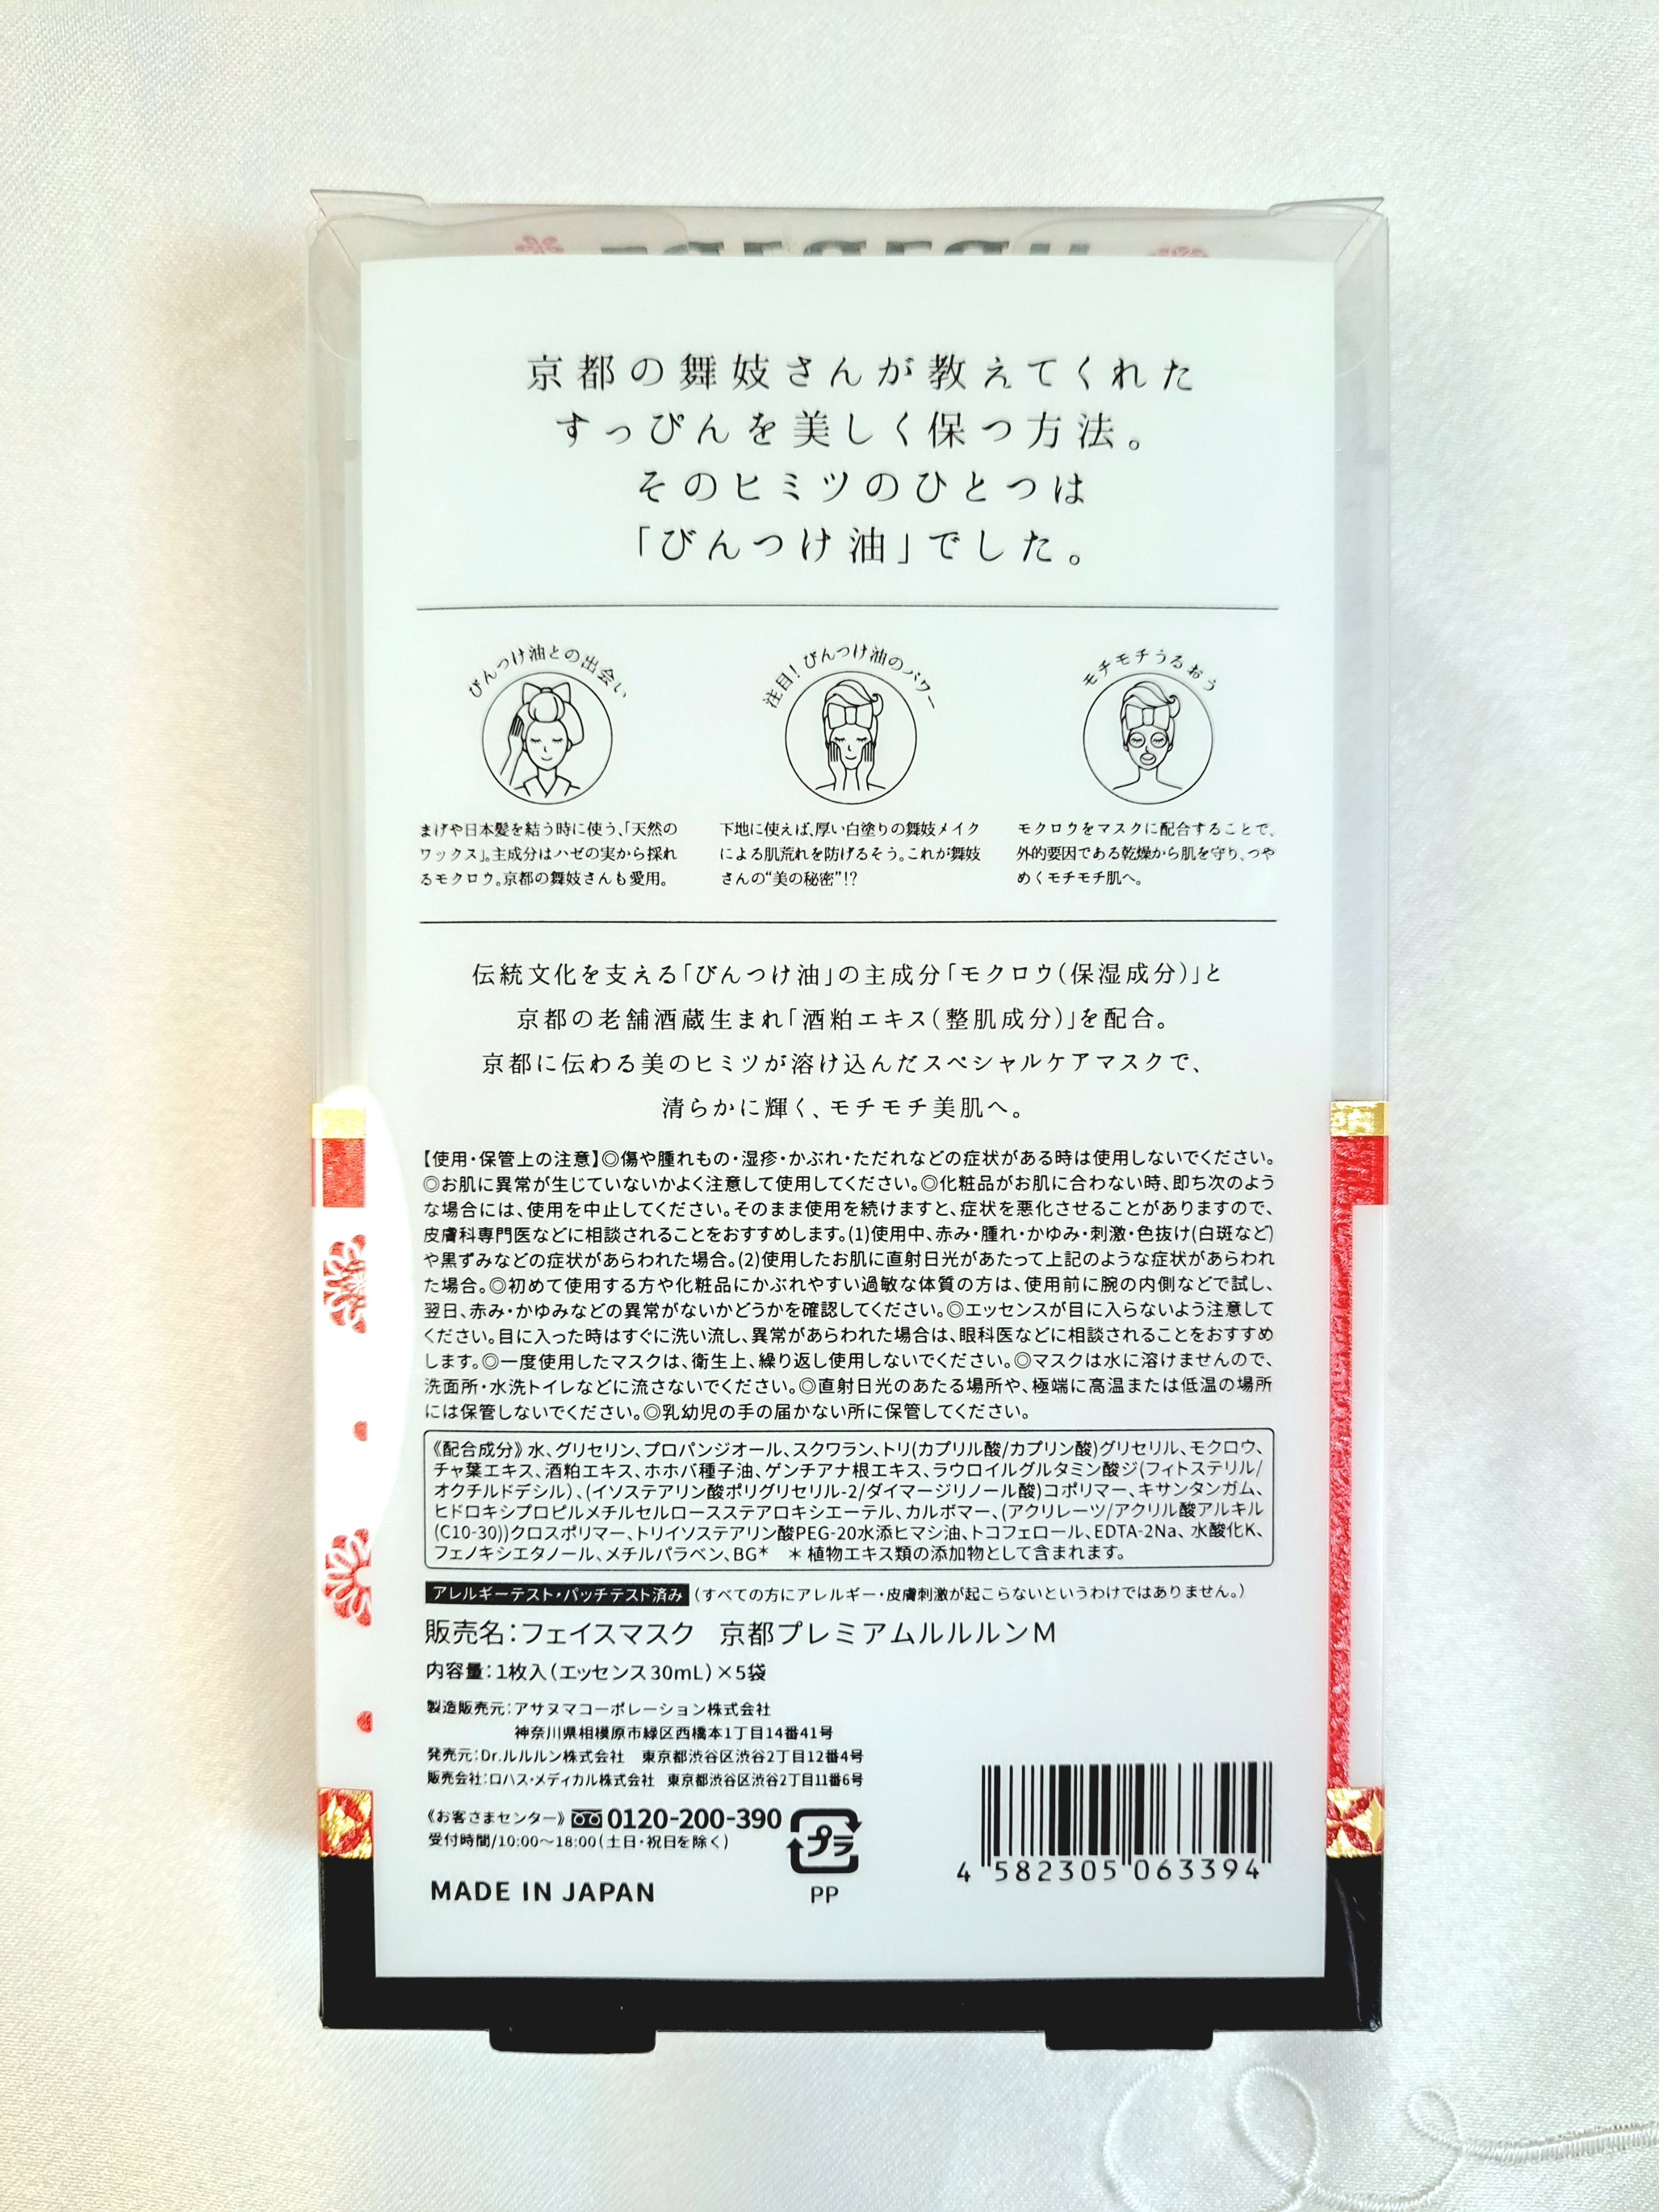 京都の舞妓さんが教えてくれた
すっぴんを美しく保つ方法。
そのヒミツのひとつは
「びんつけ油」でした。
びんつけ油との出会い
まげや日本髪を結う時に使う、「天然の
ワックス」。主成分はハゼの実から採れ
るモクロウ。京都の舞妓さんも愛用。
注目!びんつけ油のパワー
下地に使えば、厚い白塗りの舞妓メイク
による肌荒れを防げるそう。これが舞妓
さんの“美の秘密”!?
モチモチうるおう
モクロウをマスクに配合することで、
外的要因である乾燥から肌を守り、つや
めくモチモチ肌へ。
伝統文化を支える「びんつけ油」の主成分「モクロウ(保湿成分)」と
京都の老舗酒蔵生まれ「酒粕エキス(整肌成分)」を配合。
京都に伝わる美のヒミツが溶け込んだスペシャルケアマスクで、
清らかに輝く、モチモチ美肌へ。
【使用・保管上の注意】◎傷や腫れもの・湿疹・かぶれ・ただれなどの症状がある時は使用しないでください。
◎お肌に異常が生じていないかよく注意して使用してください。◎化粧品がお肌に合わない時、即ち次のよう
な場合には、使用を中止してください。そのまま使用を続けますと、症状を悪化させることがありますので、
皮膚科専門医などに相談されることをおすすめします。(1)使用中、赤み・腫れ・かゆみ・刺激・色抜け(白斑など)
や黒ずみなどの症状があらわれた場合。(2)使用したお肌に直射日光があたって上記のような症状があらわれ
た場合。◎初めて使用する方や化粧品にかぶれやすい過敏な体質の方は、使用前に腕の内側などで試し、
翌日、赤み・かゆみなどの異常がないかどうかを確認してください。◎エッセンスが目に入らないよう注意して
ください。目に入った時はすぐに洗い流し、異常があらわれた場合は、眼科医などに相談されることをおすすめ
します。◎一度使用したマスクは、衛生上、繰り返し使用しないでください。◎マスクは水に溶けませんので、
洗面所・水洗トイレなどに流さないでください。◎直射日光のあたる場所や、極端に高温または低温の場所
には保管しないでください。◎乳幼児の手の届かない所に保管してください。
《配合成分》水、グリセリン、プロパンジオール、スクワラン、トリ(カプリル酸/カプリン酸)グリセリル、モクロウ、
チャ葉エキス、酒粕エキス、ホホバ種子油、ゲンチアナ根エキス、ラウロイルグルタミン酸ジ(フィトステリル/
オクチルドデシル)、(イソステアリン酸ポリグリセリル-2/ダイマージリノール酸)コポリマー、キサンタンガム、
ヒドロキシプロピルメチルセルロースステアロキシエーテル、カルボマー、(アクリレーツ/アクリル酸アルキル
(C10-30))クロスポリマー、トリイソステアリン酸PEG-20水添ヒマシ油、トコフェロール、EDTA-2Na、水酸化K、
フェノキシエタノール、メチルパラベン、BG* *植物エキス類の添加物として含まれます。
アレルギーテスト・パッチテスト済み (すべての方にアレルギー・皮膚刺激が起こらないというわけではありません。)
販売名:フェイスマスク 京都プレミアムルルルンM
内容量:1枚入(エッセンス30mL)×5袋
製造販売元:アサヌマコーポレーション株式会社
神奈川県相模原市緑区西橋本1丁目14番41号
発売元:Dr.ルルルン株式会社 東京都渋谷区渋谷2丁目12番4号
販売会社:ロハス・メディカル株式会社 東京都渋谷区渋谷2丁目11番6号
《お客さまセンター》0120-200-390
受付時間/10:00~18:00(土日・祝日を除く)
プラ
PP
MADE IN JAPAN
4 582305 063394